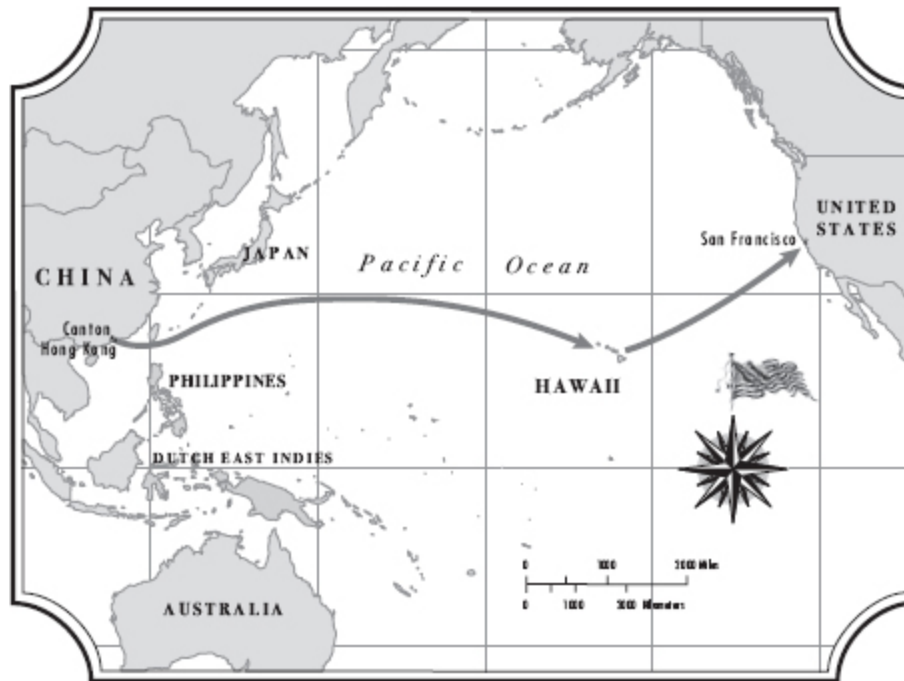 UNITED
STATES
San Francisco
JAPAN
Pacific Ocean
CHINA
Canton
Hong Kong
PHILIPPINES
HAWAII
DUTCH EAST INDIES
0 1000 2000 Miles
0 1000 2000 Kilometers
AUSTRALIA